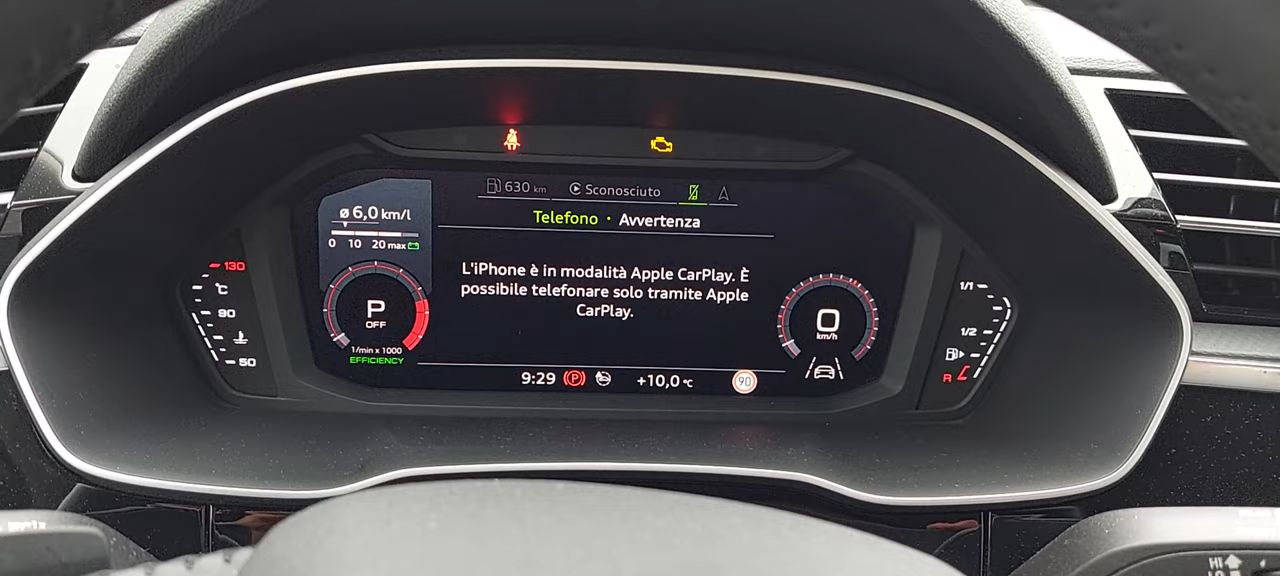 630 km
Sconosciuto
Telefono · Avvertenza
ø 6,0 km/l
0 10 20 max
L'iPhone è in modalità Apple CarPlay. È
possibile telefonare solo tramite Apple
CarPlay.
130
°C
90
50
P
OFF
1/min x 1000
EFFICIENCY
0
km/h
1/1
1/2
R
9:29
P
+10,0 °C
90
HI
LO